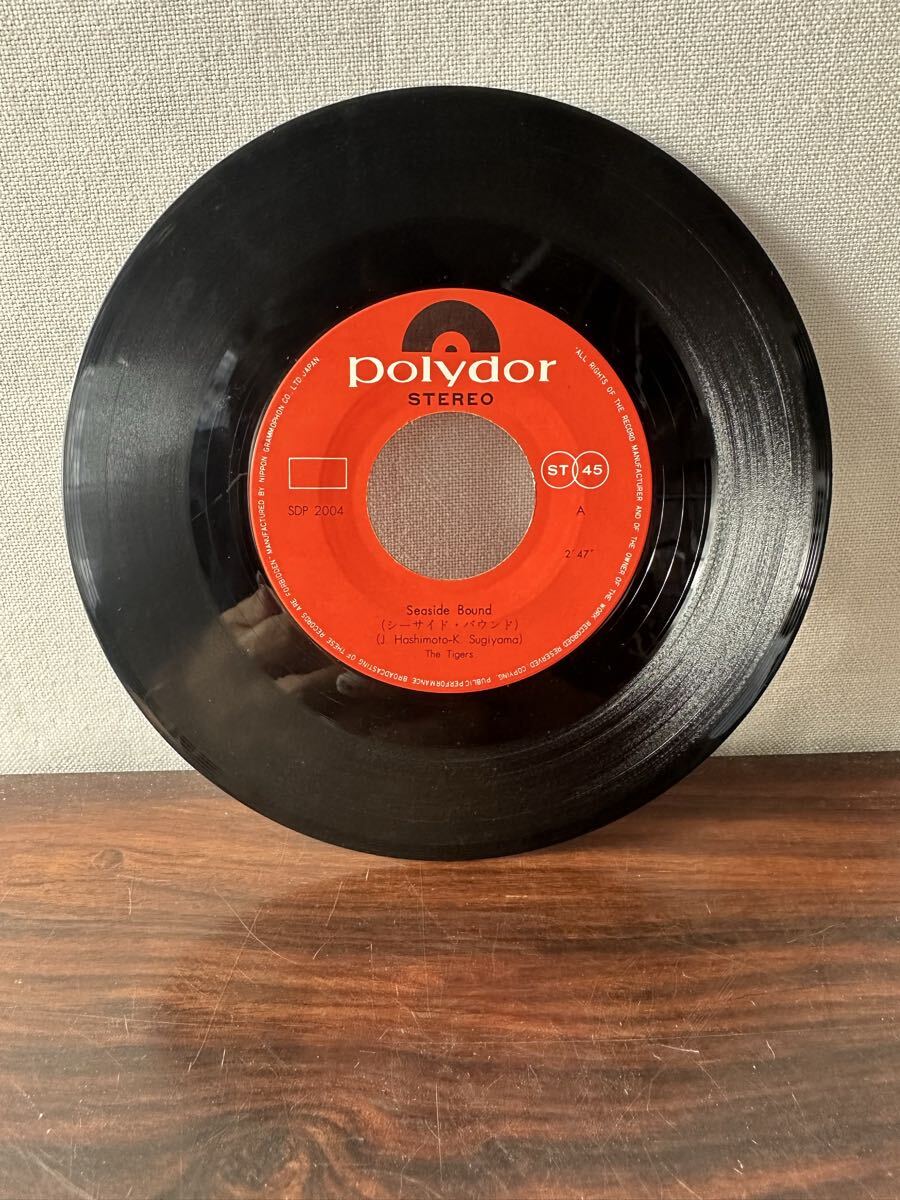 polydor
STEREO
ST 45
SDP 2004
A
2'47"
Seaside Bound
(シーサイド・バウンド)
(J. Hashimoto-K. Sugiyama)
The Tigers
"ALL RIGHTS OF THE RECORD MANUFACTURER AND OF THE OWNER OF THE WORK RECORDED RESERVED. COPYING, PUBLIC PERFORMANCE BROADCASTING OF THESE RECORDS ARE FORBIDDEN・MANUFACTURED BY NIPPON GRAMMOPHON CO. LTD. JAPAN.